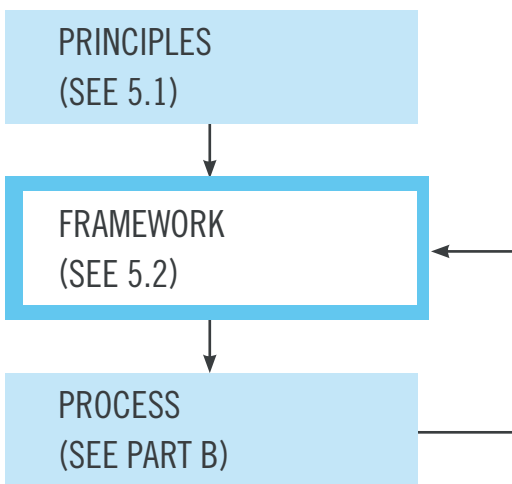 PRINCIPLES
(SEE 5.1)
FRAMEWORK
(SEE 5.2)
PROCESS
(SEE PART B)